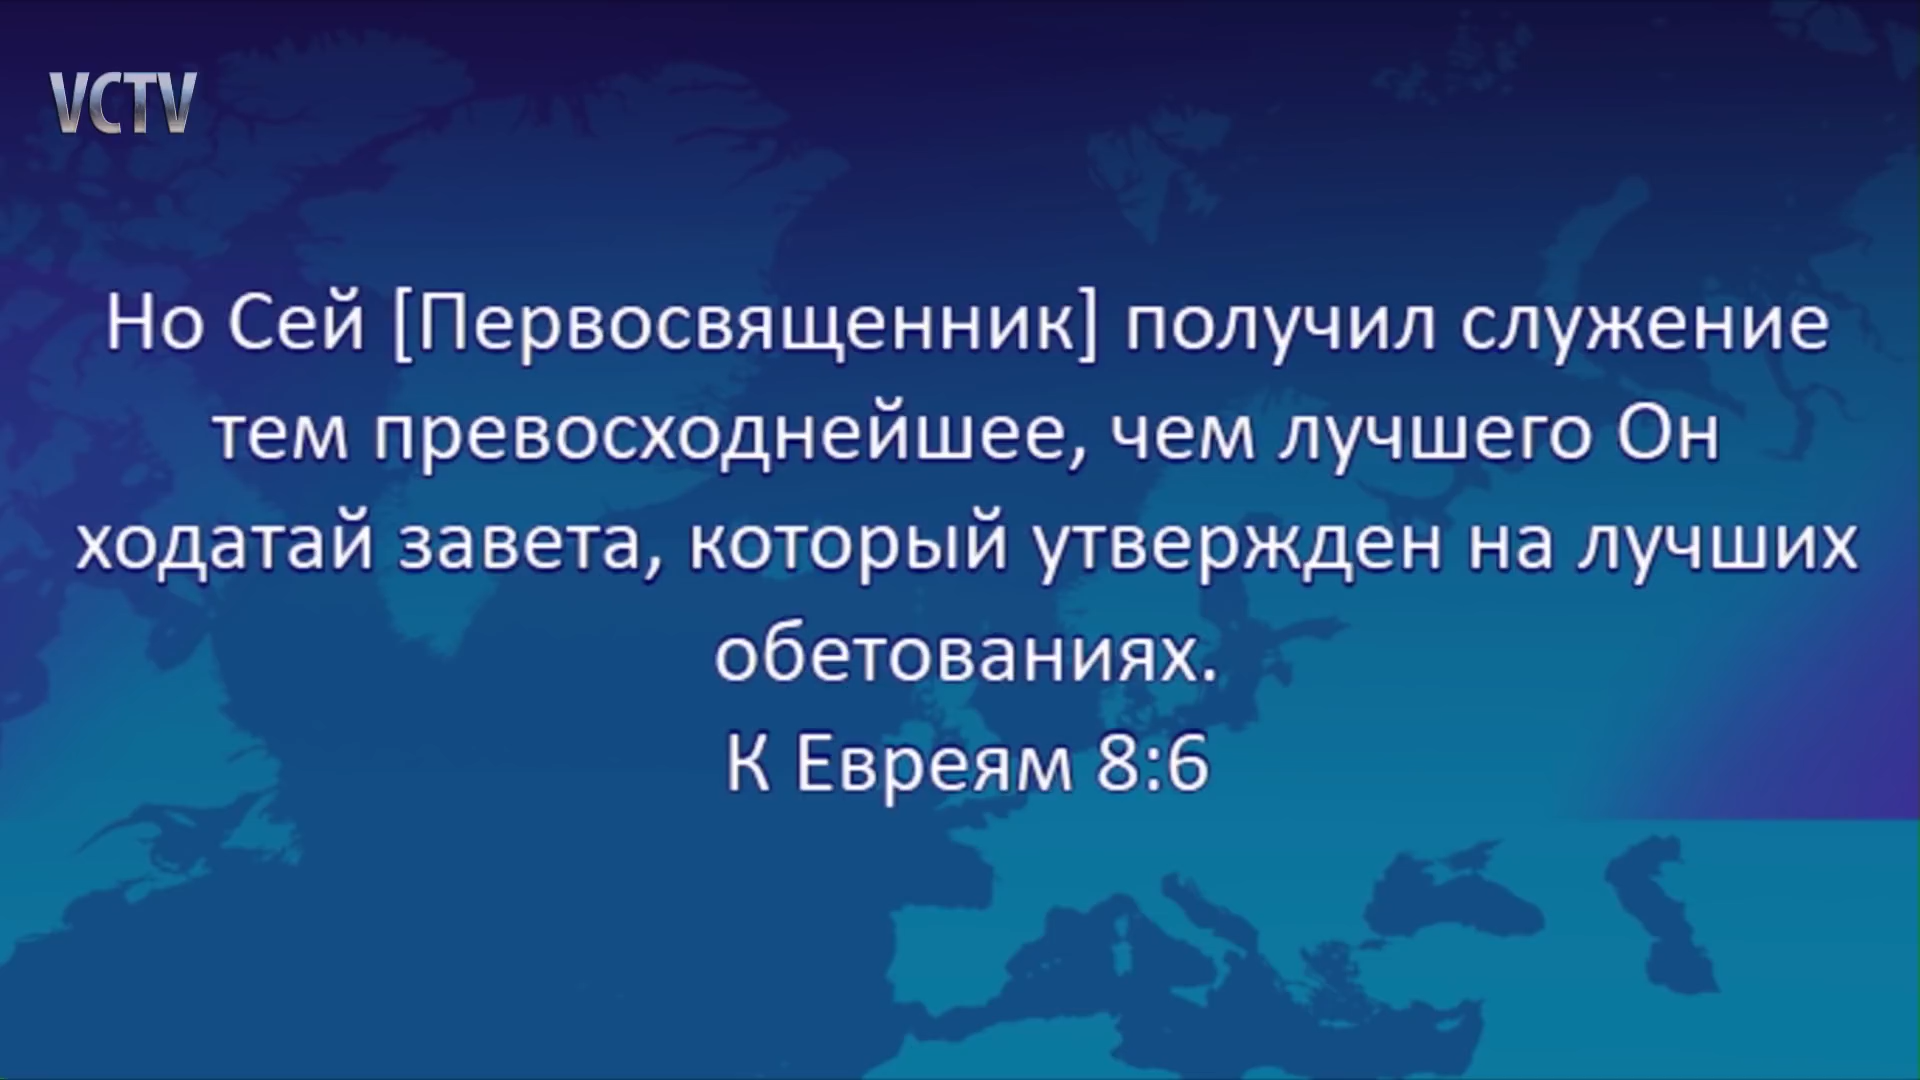 VCTV
Но Сей [Первосвященник] получил служение
тем превосходнейшее, чем лучшего Он
ходатай завета, который утвержден на лучших
обетованиях.
К Евреям 8:6